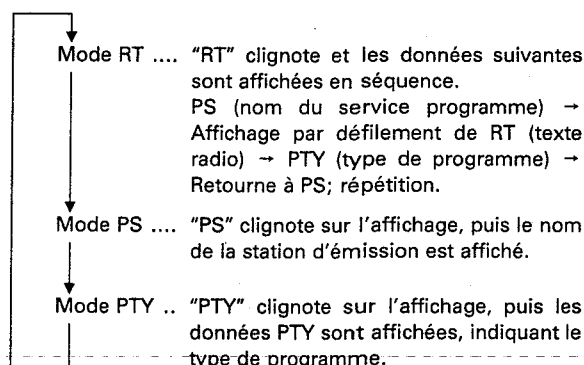 Mode RT .... "RT" clignote et les données suivantes
sont affichées en séquence.
PS (nom du service programme) →
Affichage par défilement de RT (texte
radio) → PTY (type de programme) →
Retourne à PS; répétition.
Mode PS .... "PS" clignote sur l'affichage, puis le nom
de la station d'émission est affiché.
Mode PTY .. "PTY" clignote sur l'affichage, puis les
données PTY sont affichées, indiquant le
type de programme.